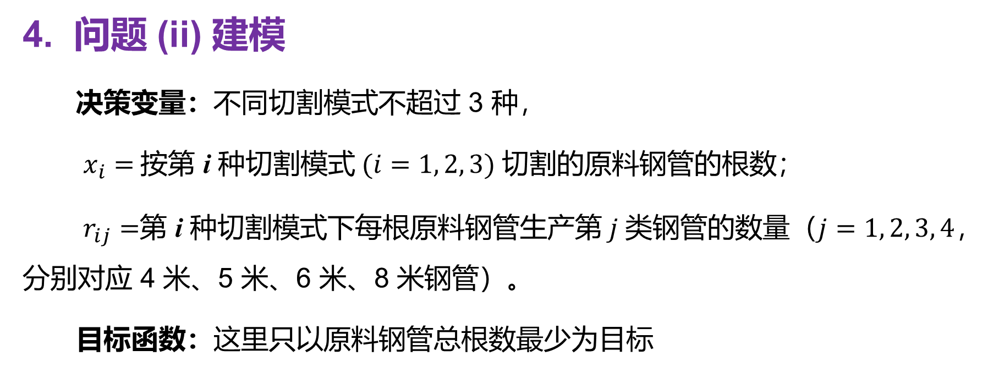 4. 问题 (ii) 建模
决策变量：不同切割模式不超过 3 种，
x_i = 按第 i 种切割模式 (i = 1, 2, 3) 切割的原料钢管的根数；
r_ij =第 i 种切割模式下每根原料钢管生产第 j 类钢管的数量（j = 1, 2, 3, 4，
分别对应 4 米、5 米、6 米、8 米钢管）。
目标函数：这里只以原料钢管总根数最少为目标